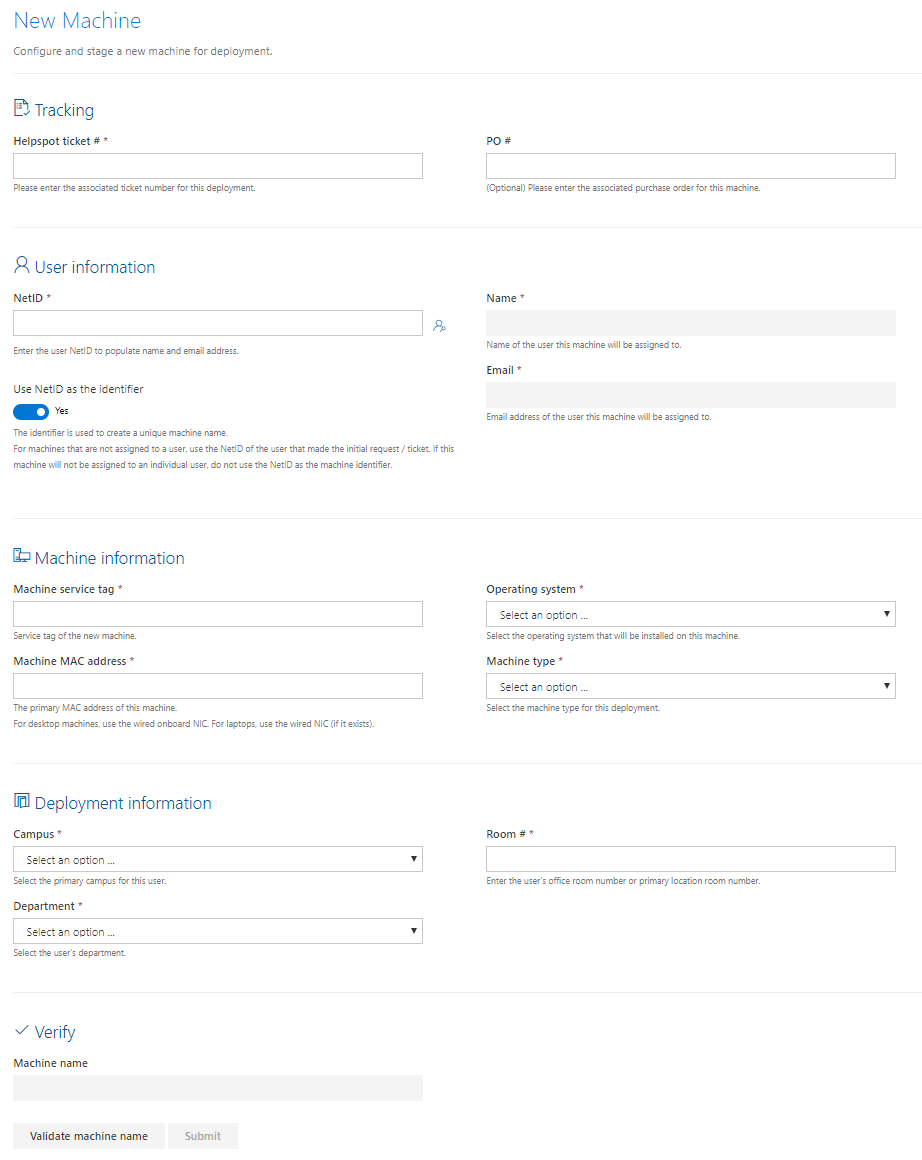 New Machine
Configure and stage a new machine for deployment.
Tracking
Helpspot ticket # *
Please enter the associated ticket number for this deployment.
PO #
(Optional) Please enter the associated purchase order for this machine.
User information
NetID *
Enter the user NetID to populate name and email address.
Use NetID as the identifier
Yes
The identifier is used to create a unique machine name.
For machines that are not assigned to a user, use the NetID of the user that made the initial request / ticket. If this
machine will not be assigned to an individual user, do not use the NetID as the machine identifier.
Name *
Name of the user this machine will be assigned to.
Email *
Email address of the user this machine will be assigned to.
Machine information
Machine service tag *
Service tag of the new machine.
Machine MAC address *
The primary MAC address of this machine.
For desktop machines, use the wired onboard NIC. For laptops, use the wired NIC (if it exists).
Operating system *
Select an option ...
Select the operating system that will be installed on this machine.
Machine type *
Select an option ...
Select the machine type for this deployment.
Deployment information
Campus *
Select an option ...
Select the primary campus for this user.
Department *
Select an option ...
Select the user's department.
Room # *
Enter the user's office room number or primary location room number.
Verify
Machine name
Validate machine name
Submit